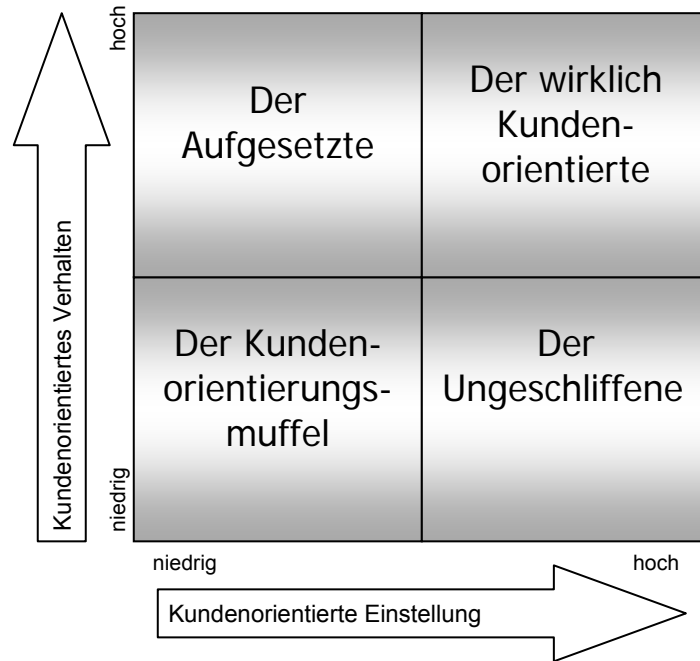 hoch
Der
Aufgesetzte
Der wirklich
Kunden-
orientierte
Kundenorientiertes Verhalten
Der Kunden-
orientierungs-
muffel
Der
Ungeschliffene
niedrig
niedrig
hoch
Kundenorientierte Einstellung